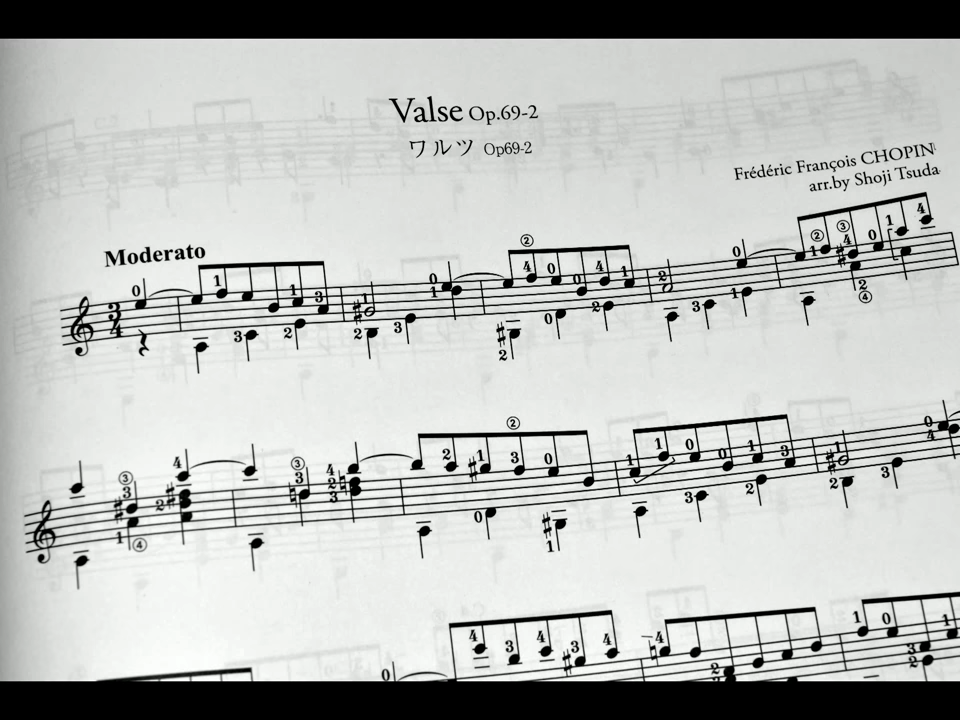 Valse Op.69-2
ワルツ Op69-2
Frédéric François CHOPIN
arr.by Shoji Tsuda
Moderato